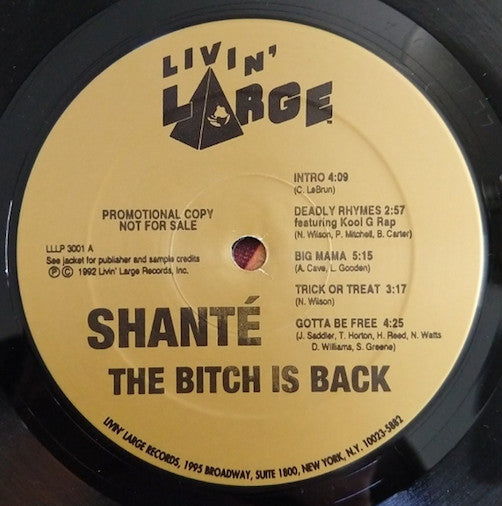 LIVIN'
LARGE
PROMOTIONAL COPY
NOT FOR SALE
LLLP 3001 A
See jacket for publisher and sample credits
Ⓟ © 1992 Livin' Large Records, Inc.
INTRO 4:09
(C. LeBrun)
DEADLY RHYMES 2:57
featuring Kool G Rap
(N. Wilson, P. Mitchell, B. Carter)
BIG MAMA 5:15
(A. Cave, L. Gooden)
TRICK OR TREAT 3:17
(N. Wilson)
GOTTA BE FREE 4:25
(J. Saddler, T. Horton, H. Reed, N. Watts
D. Williams, S. Greene)
SHANTÉ
THE BITCH IS BACK
LIVIN' LARGE RECORDS, 1995 BROADWAY, SUITE 1800, NEW YORK, N.Y. 10023-5882